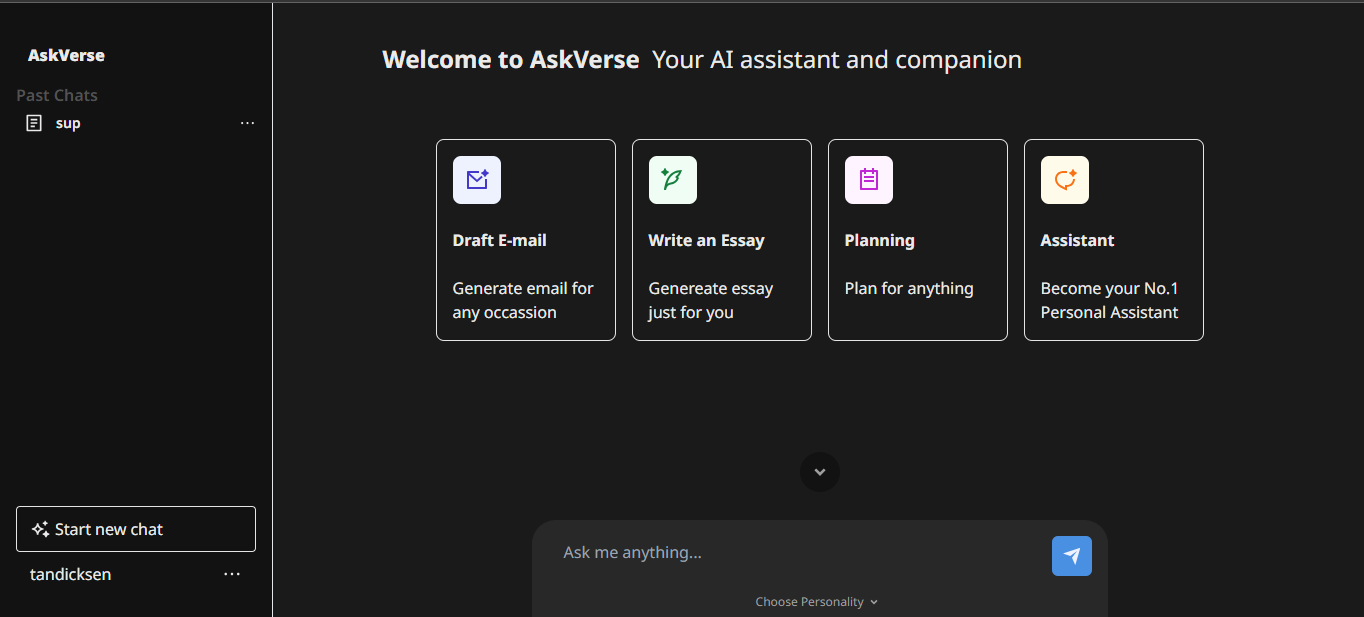 AskVerse
Past Chats
sup
Start new chat
tandicksen
Welcome to AskVerse Your AI assistant and companion
Draft E-mail
Generate email for
any occassion
Write an Essay
Genereate essay
just for you
Planning
Plan for anything
Assistant
Become your No.1
Personal Assistant
Ask me anything...
Choose Personality